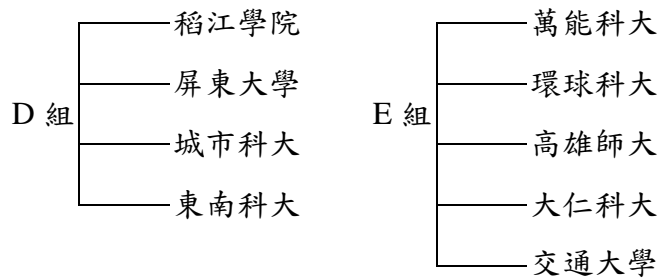 D 組
稻江學院
屏東大學
城市科大
東南科大
E 組
萬能科大
環球科大
高雄師大
大仁科大
交通大學